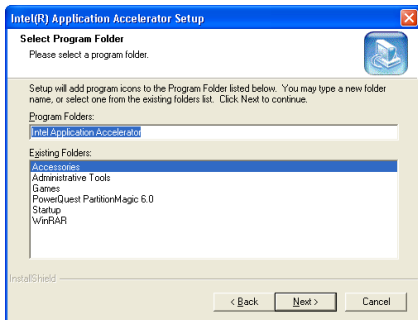 Intel(R) Application Accelerator Setup
Select Program Folder
Please select a program folder.
Setup will add program icons to the Program Folder listed below. You may type a new folder
name, or select one from the existing folders list. Click Next to continue.
Program Folders:
Intel Application Accelerator
Existing Folders:
Accessories
Administrative Tools
Games
PowerQuest PartitionMagic 6.0
Startup
WinRAR
InstallShield
< Back
Next >
Cancel